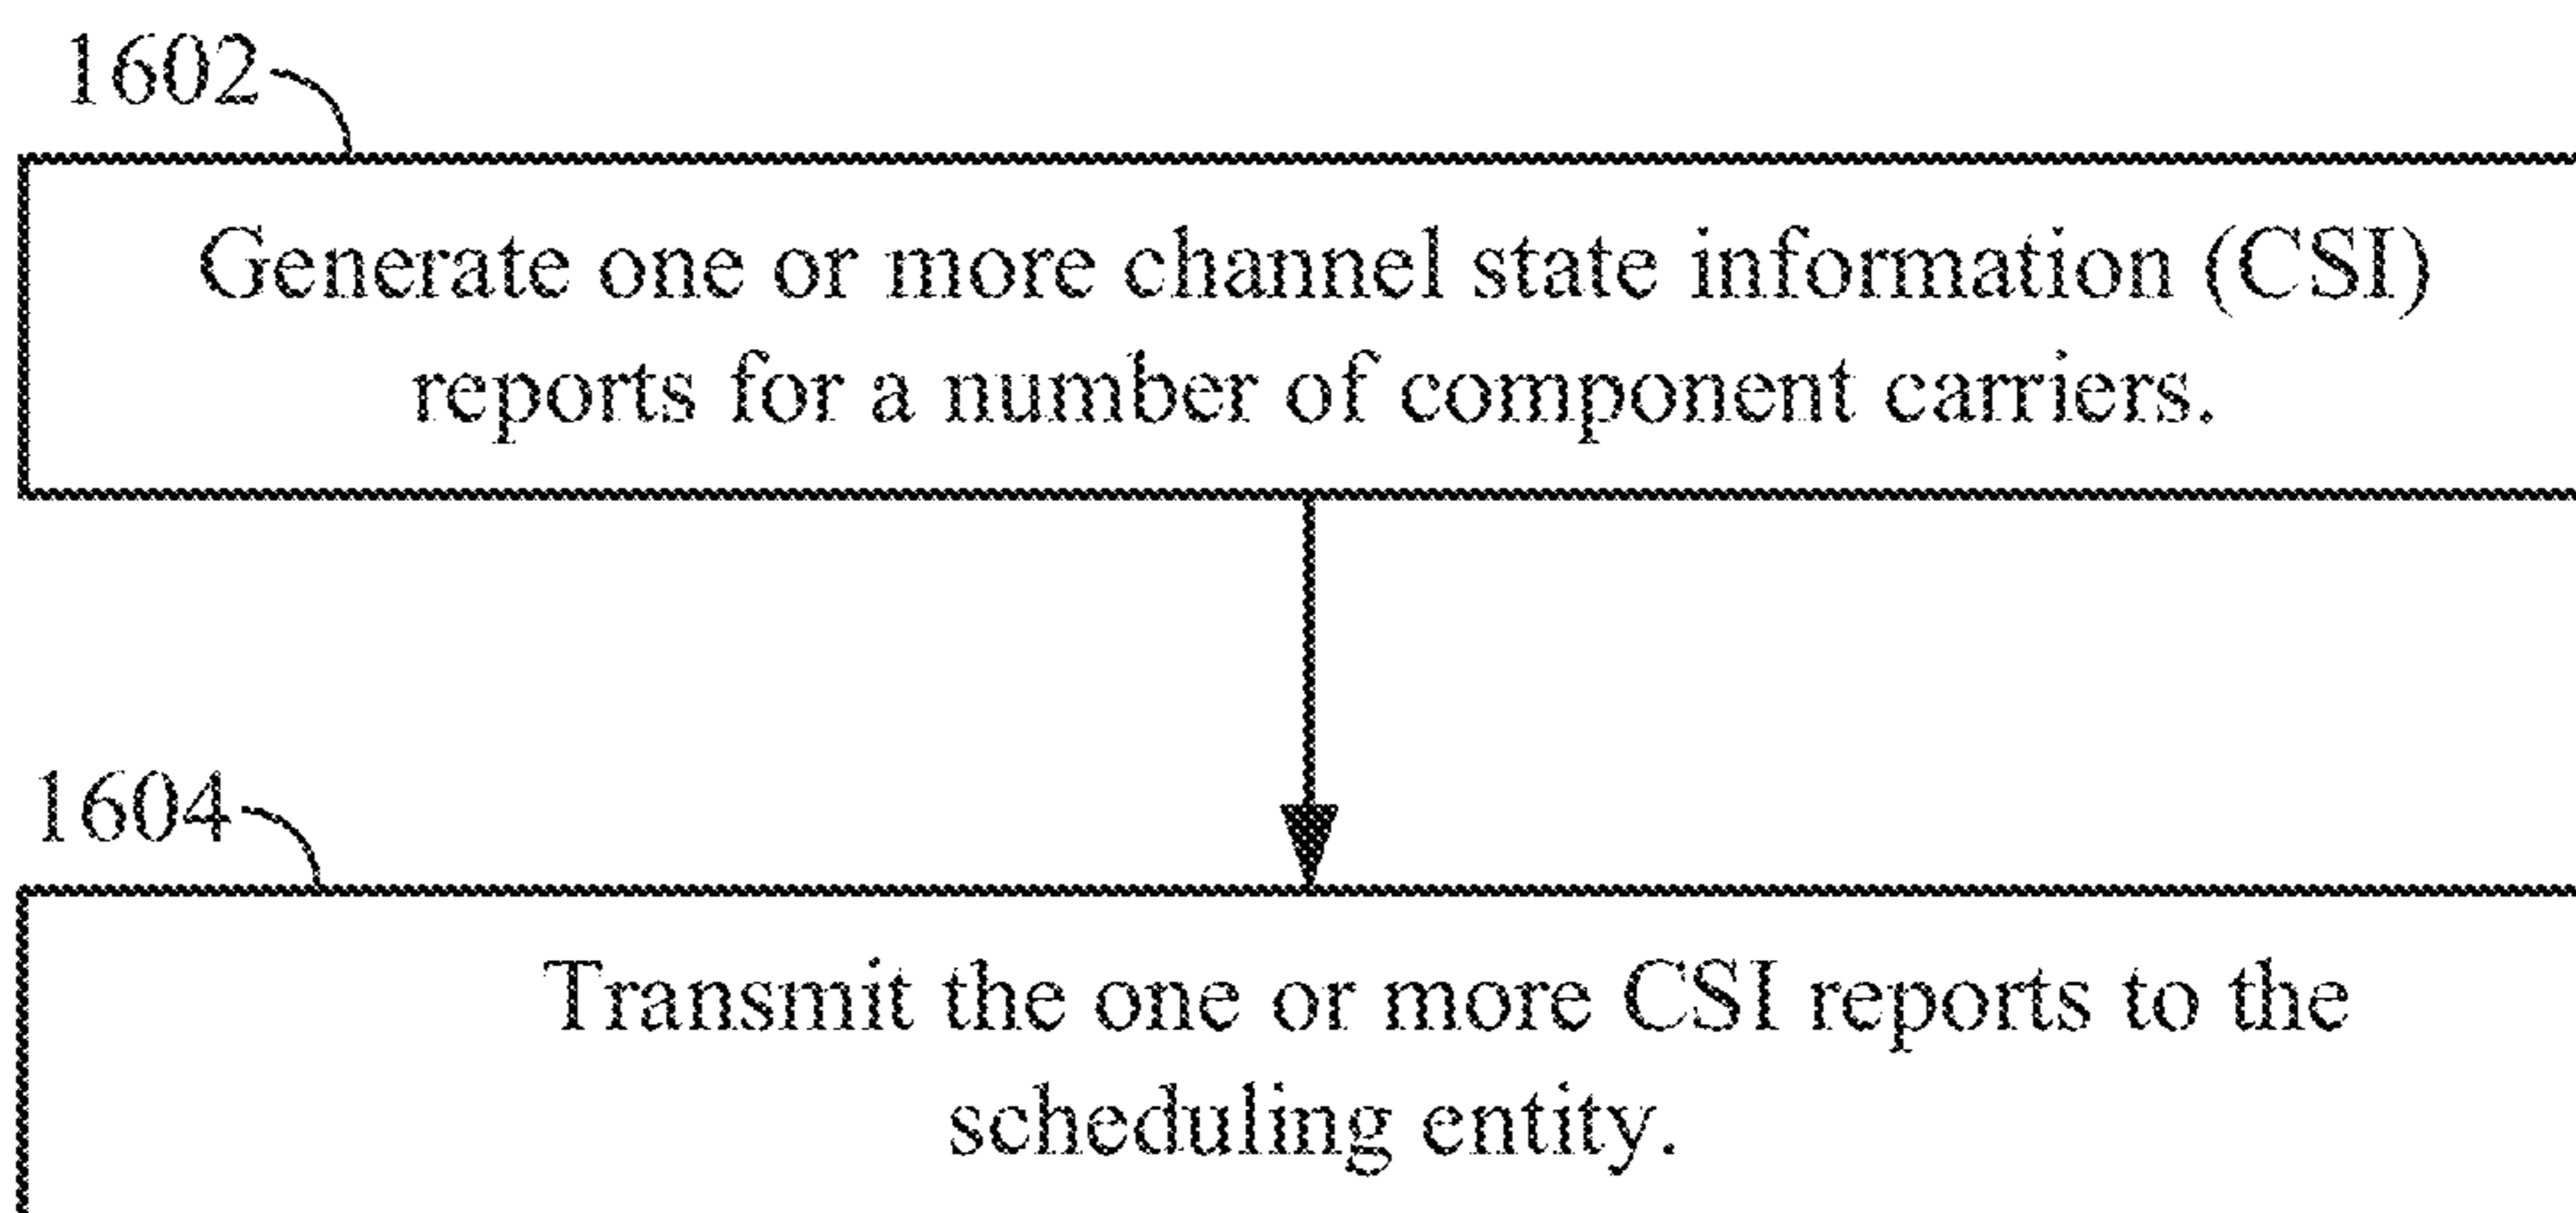 1602
Generate one or more channel state information (CSI)
reports for a number of component carriers.
1604
Transmit the one or more CSI reports to the
scheduling entity.